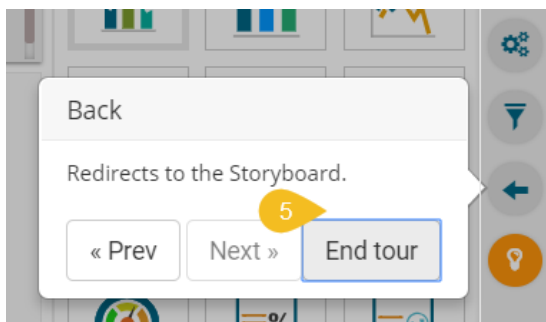 Back
Redirects to the Storyboard.
5
« Prev Next » End tour
%